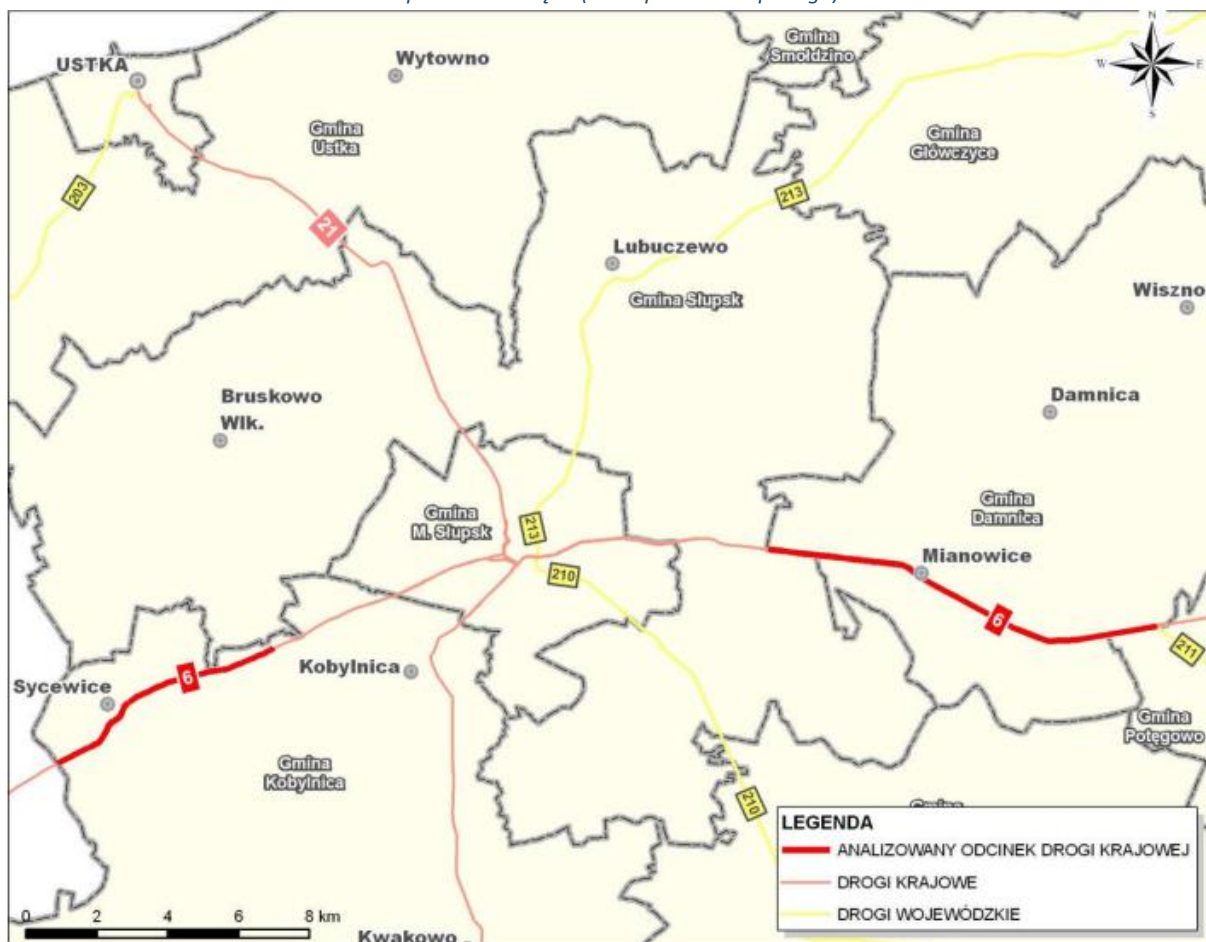 N
W E
S
USTKA
Wytowno
Gmina
Smołdzino
Gmina
Ustka
Gmina
Główczyce
203
213
21
Lubuczewo
Gmina Słupsk
Wiszno
Bruskowo
Wlk.
Damnica
Gmina
M. Słupsk
213
Gmina
Damnica
Mianowice
210
6
6
211
Kobylnica
Sycewice
Gmina
Potęgowo
Gmina
Kobylnica
210
Gmina
LEGENDA
ANALIZOWANY ODCINEK DROGI KRAJOWEJ
DROGI KRAJOWE
DROGI WOJEWÓDZKIE
0 2 4 6 8 km
Kwakowo